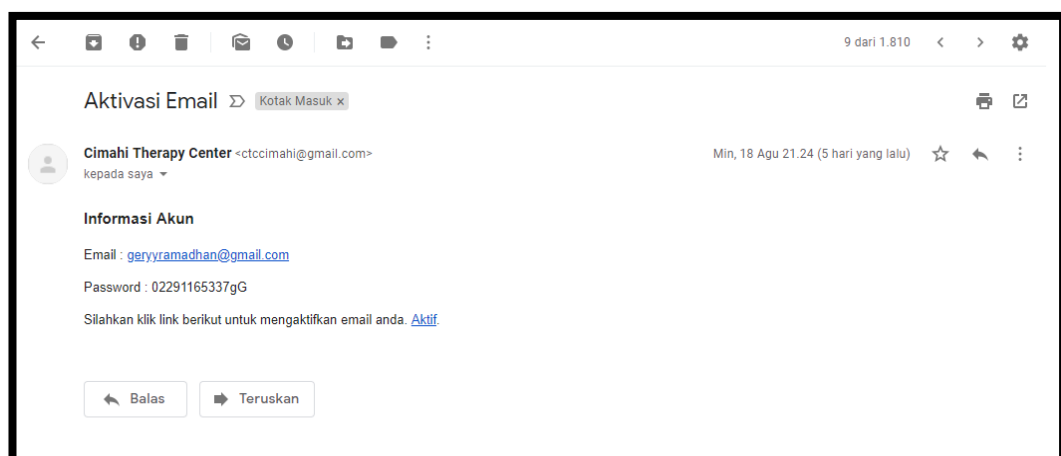 9 dari 1.810
Aktivasi Email Kotak Masuk x
Cimahi Therapy Center <ctccimahi@gmail.com> Min, 18 Agu 21.24 (5 hari yang lalu)
kepada saya
Informasi Akun
Email : geryyramadhan@gmail.com
Password : 02291165337gG
Silahkan klik link berikut untuk mengaktifkan email anda. Aktif.
Balas Teruskan